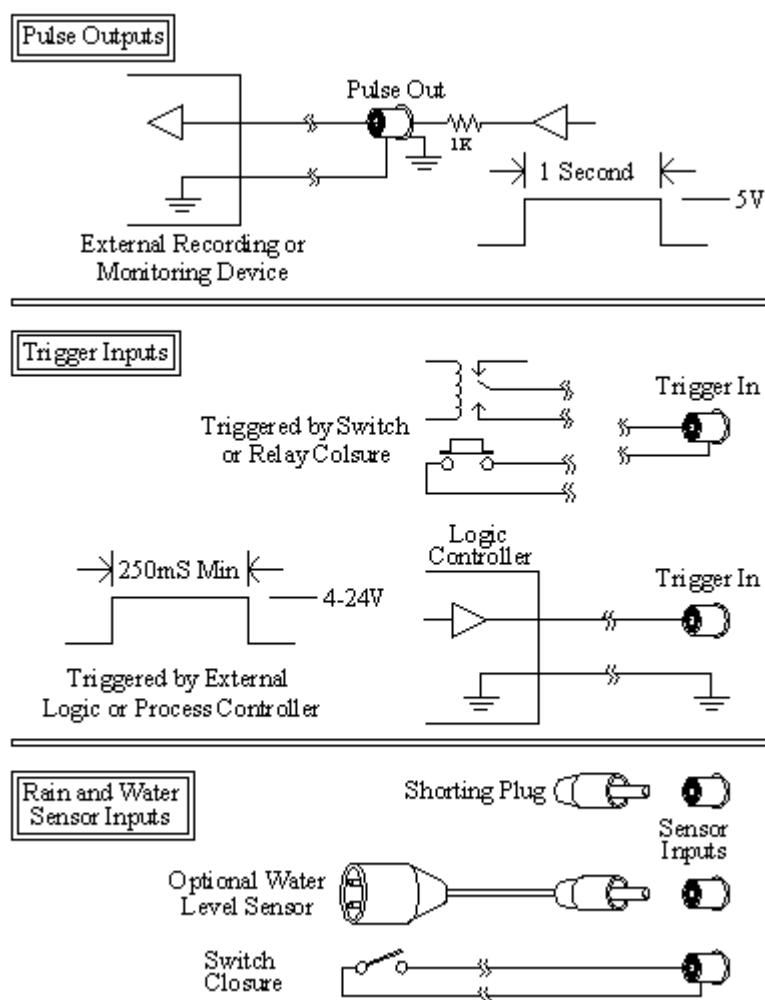 Pulse Outputs
Pulse Out
1K
1 Second
5V
External Recording or
Monitoring Device
Trigger Inputs
Trigger In
Triggered by Switch
or Relay Colsure
Logic
Controller
250mS Min
4-24V
Trigger In
Triggered by External
Logic or Process Controller
Rain and Water
Sensor Inputs
Shorting Plug
Sensor
Inputs
Optional Water
Level Sensor
Switch
Closure